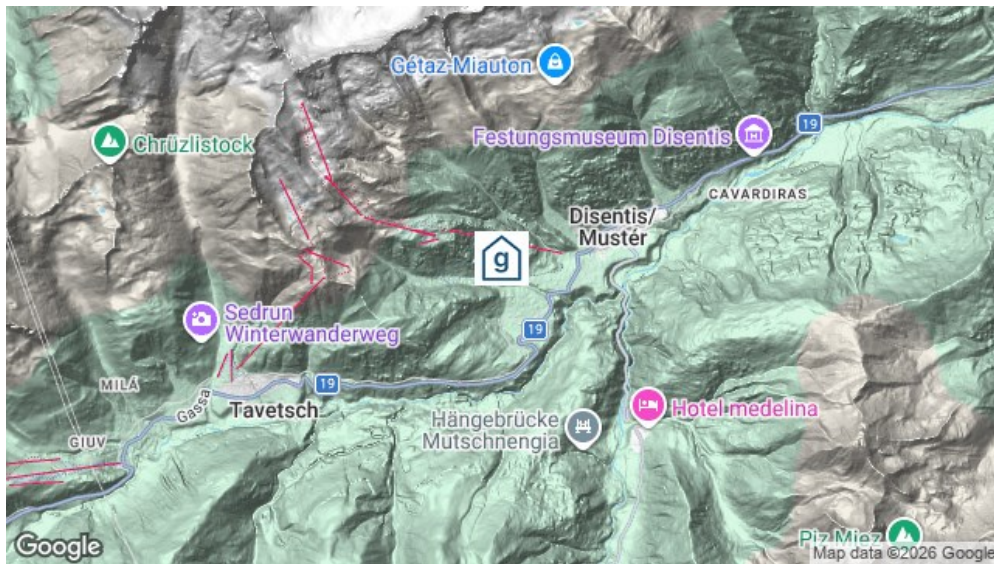 Gétaz-Miauton
19
Festungsmuseum Disentis
Chrüzlistock
CAVARDIRAS
Disentis/
Mustér
g
Sedrun
Winterwanderweg
19
MILÁ
19
Gassa
Tavetsch
Hotel medelina
Hängebrücke
Mutschnengia
GIUV
Piz Miez
Google
Map data ©2026 Google